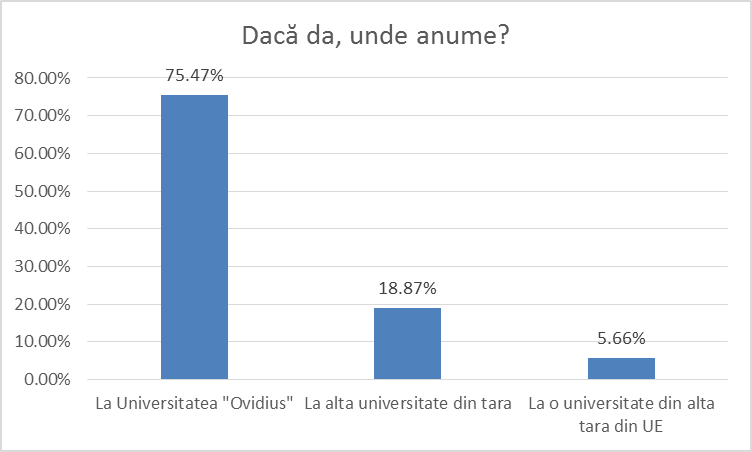 Dacă da, unde anume?
80.00%
70.00%
60.00%
50.00%
40.00%
30.00%
20.00%
10.00%
0.00%
75.47%
18.87%
5.66%
La Universitatea "Ovidius"
La alta universitate din tara
La o universitate din alta
tara din UE